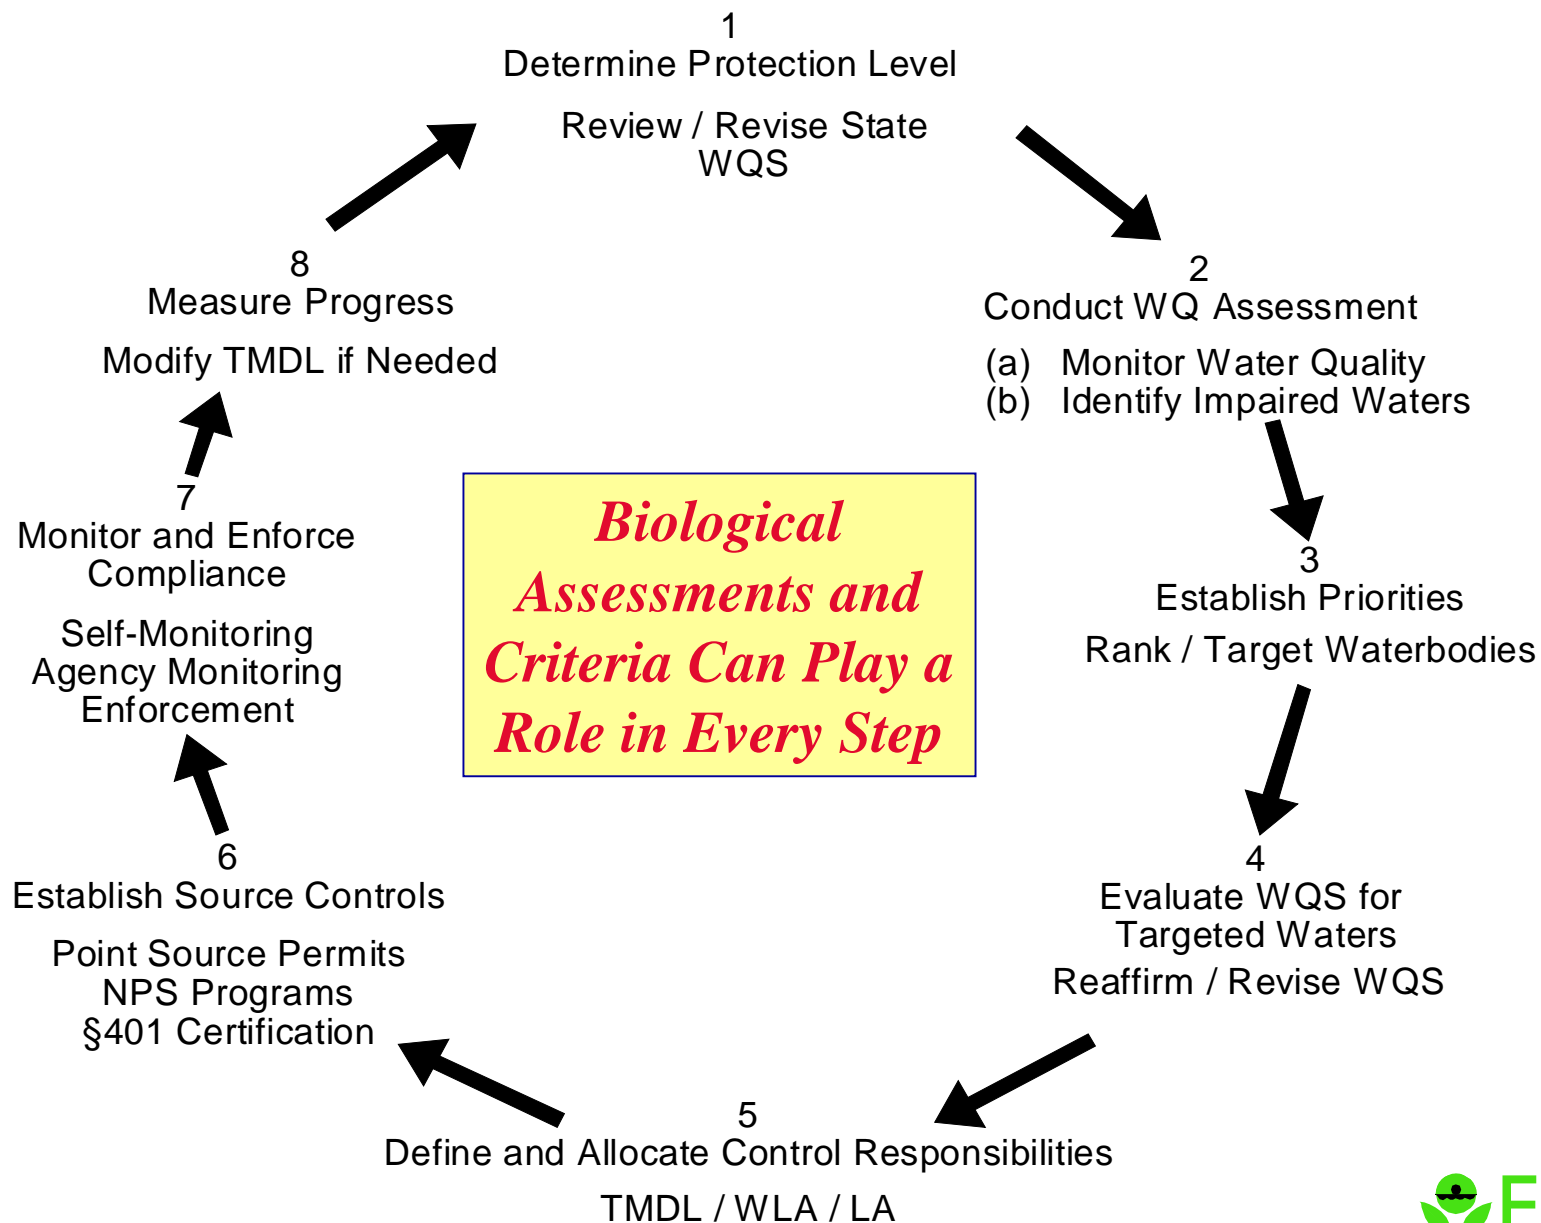 1
Determine Protection Level
Review / Revise State
WQS
2
Conduct WQ Assessment
(a) Monitor Water Quality
(b) Identify Impaired Waters
3
Establish Priorities
Rank / Target Waterbodies
4
Evaluate WQS for
Targeted Waters
Reaffirm / Revise WQS
5
Define and Allocate Control Responsibilities
TMDL / WLA / LA
6
Establish Source Controls
Point Source Permits
NPS Programs
§401 Certification
7
Monitor and Enforce
Compliance
Self-Monitoring
Agency Monitoring
Enforcement
8
Measure Progress
Modify TMDL if Needed
Biological
Assessments and
Criteria Can Play a
Role in Every Step